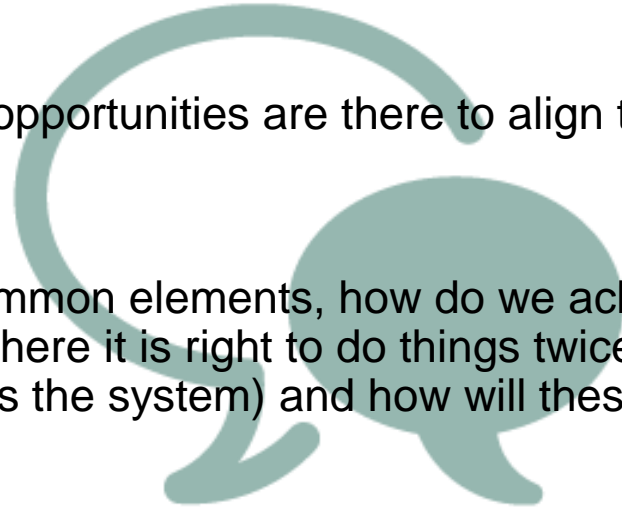 opportunities are there to align t
mmon elements, how do we ac
here it is right to do things twice
s the system) and how will thes